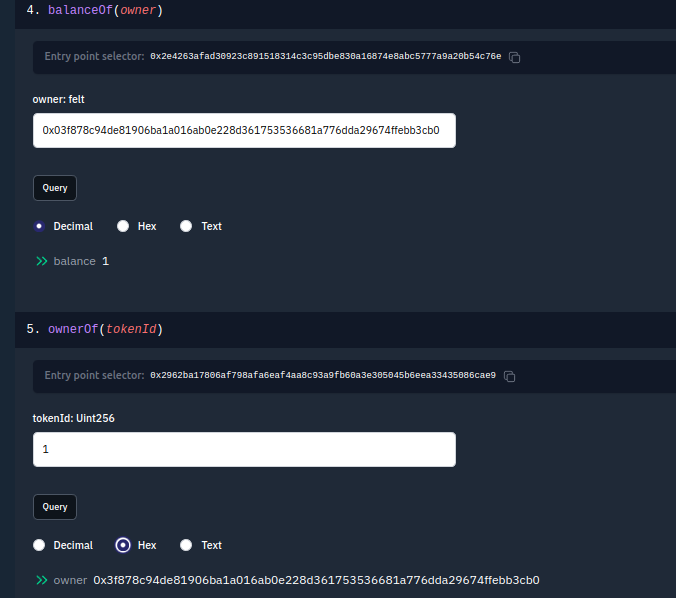 4. balanceOf(owner)
Entry point selector: 0x2e4263afad30923c891518314c3c95dbe830a16874e8abc5777a9a20b54c76e
owner: felt
0x03f878c94de81906ba1a016ab0e228d361753536681a776dda29674ffebb3cb0
Query
Decimal Hex Text
balance 1
5. ownerOf(tokenId)
Entry point selector: 0x2962ba17806af798afa6eaf4aa8c93a9fb60a3e305045b6eea33435086cae9
tokenId: Uint256
1
Query
Decimal Hex Text
owner 0x3f878c94de81906ba1a016ab0e228d361753536681a776dda29674ffebb3cb0